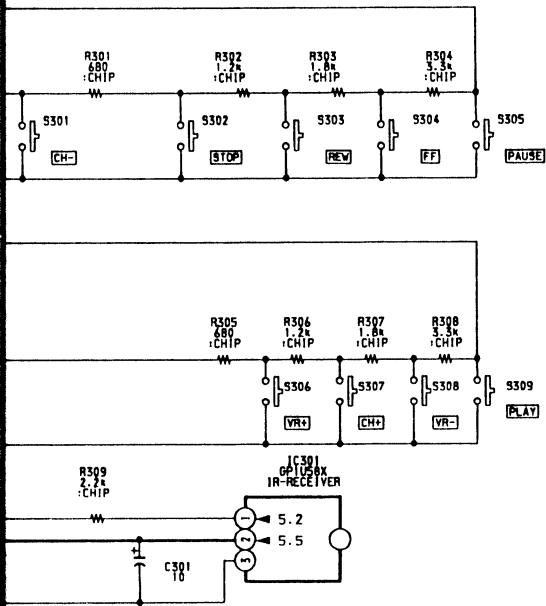 R301
680
:CHIP
R302
1.2k
:CHIP
R303
1.8k
:CHIP
R304
3.3k
:CHIP
S301
S302
S303
S304
S305
CH-
STOP
REW
FF
PAUSE
R305
680
:CHIP
R306
1.2k
:CHIP
R307
1.8k
:CHIP
R308
3.3k
:CHIP
S306
S307
S308
S309
VR+
CH+
VR-
PLAY
R309
2.2k
:CHIP
IC301
GP1U58X
IR-RECEIVER
1
5.2
2
5.5
3
+
C301
10